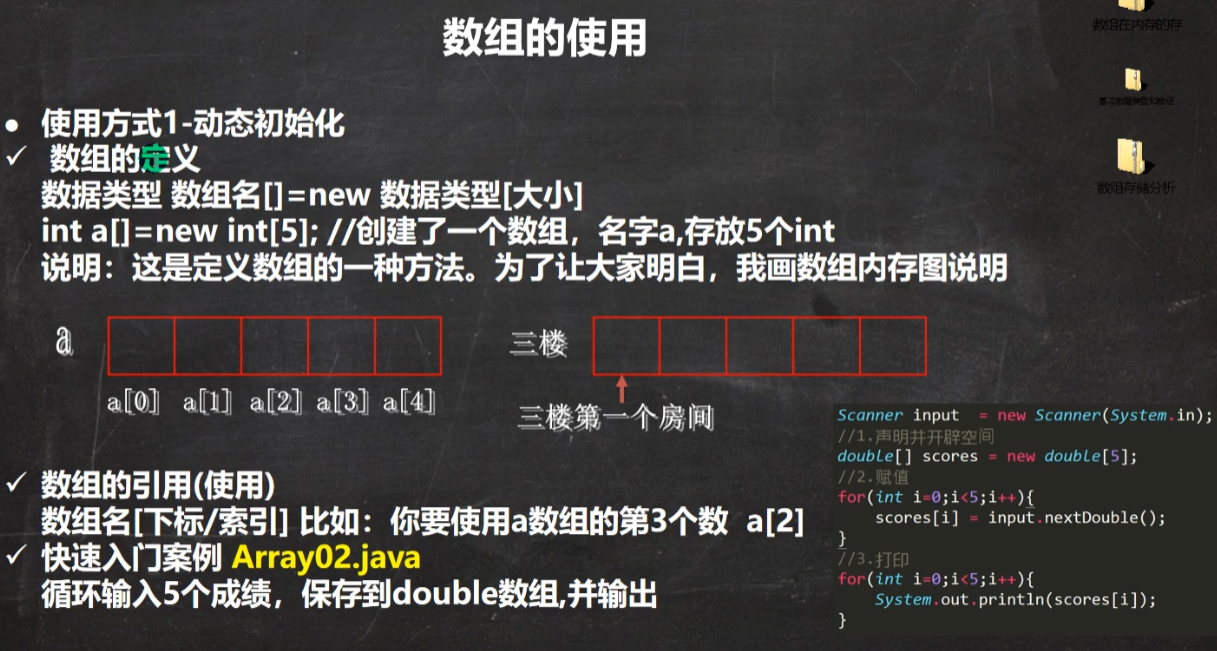 数组的使用
数组在内存的存
数组存储分析
使用方式1-动态初始化
数组的定义
数据类型 数组名[]=new 数据类型[大小]
int a[]=new int[5]; //创建了一个数组，名字a,存放5个int
说明：这是定义数组的一种方法。为了让大家明白，我画数组内存图说明
a
a[0] a[1] a[2] a[3] a[4]
三楼
三楼第一个房间
数组的引用(使用)
数组名[下标/索引] 比如：你要使用a数组的第3个数 a[2]
快速入门案例 Array02.java
循环输入5个成绩，保存到double数组,并输出
Scanner input = new Scanner(System.in);
//1.声明并开辟空间
double[] scores = new double[5];
//2.赋值
for(int i=0;i<5;i++){
scores[i] = input.nextDouble();
}
//3.打印
for(int i=0;i<5;i++){
System.out.println(scores[i]);
}